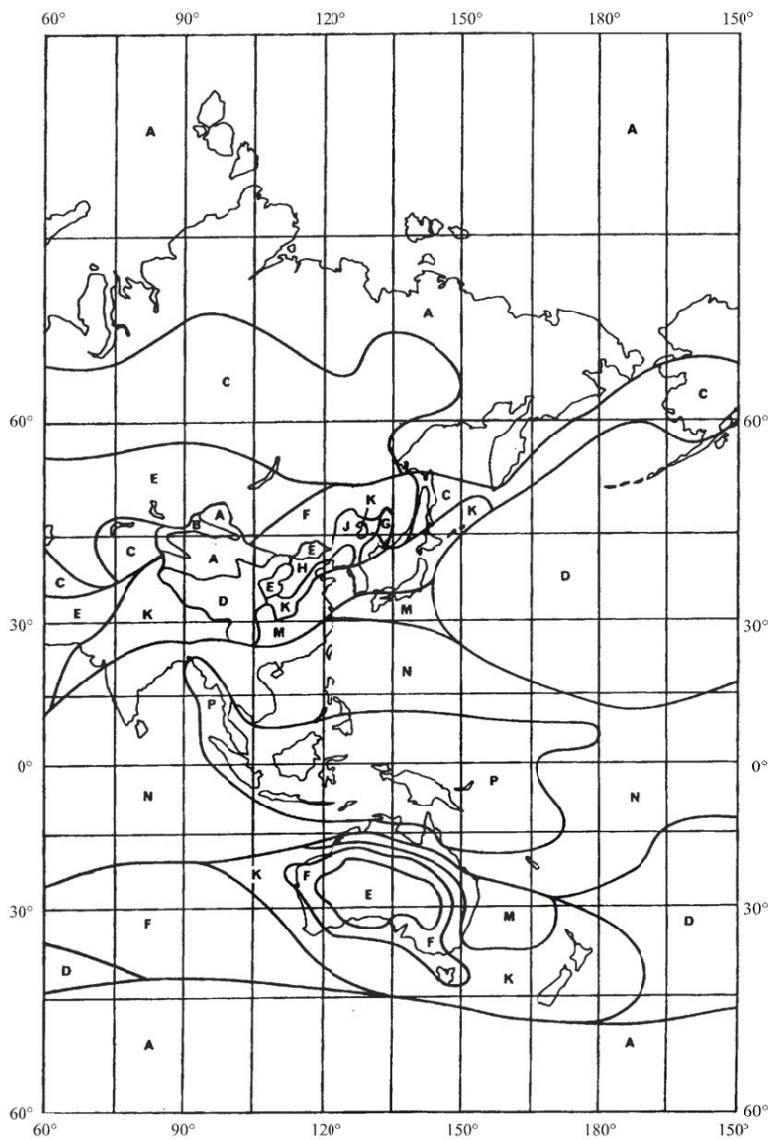 60° 90° 120° 150° 180° 150°
A A
A
C C
60° 60°
E
K C
A F J G K
B
C A E
H
C E D
E K D K M
30° M 30°
N
P
0° P 0°
N N
K F E
30° M 30°
F F D
D K
A A
60° 60°
60° 90° 120° 150° 180° 150°